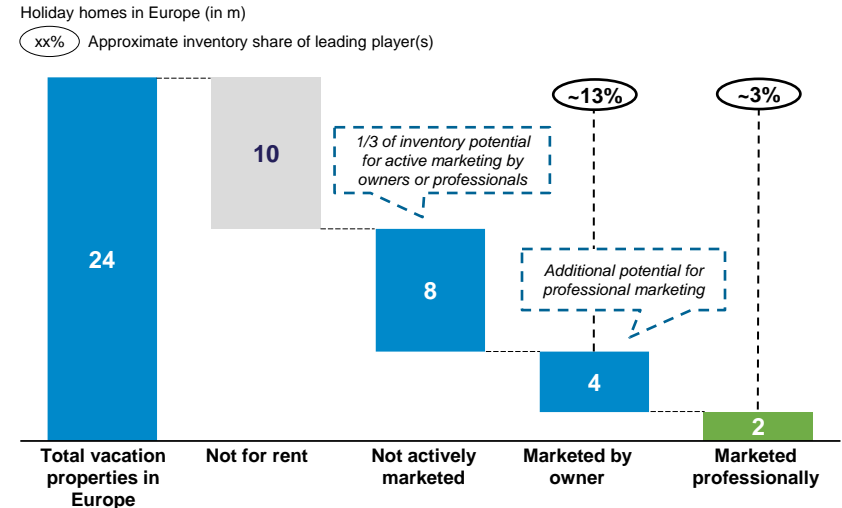 Holiday homes in Europe (in m)
xx% Approximate inventory share of leading player(s)
~13%
~3%
10
1/3 of inventory potential
for active marketing by
owners or professionals
24
8
Additional potential for
professional marketing
4
2
Total vacation
properties in
Europe
Not for rent
Not actively
marketed
Marketed by
owner
Marketed
professionally